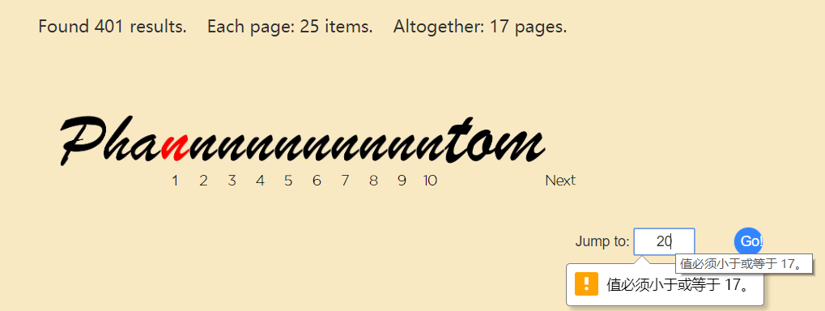 Found 401 results. Each page: 25 items. Altogether: 17 pages.
Phannnnnnnnnntom
1 2 3 4 5 6 7 8 9 10 Next
Jump to: 20 Go!
值必须小于或等于 17。
值必须小于或等于 17。